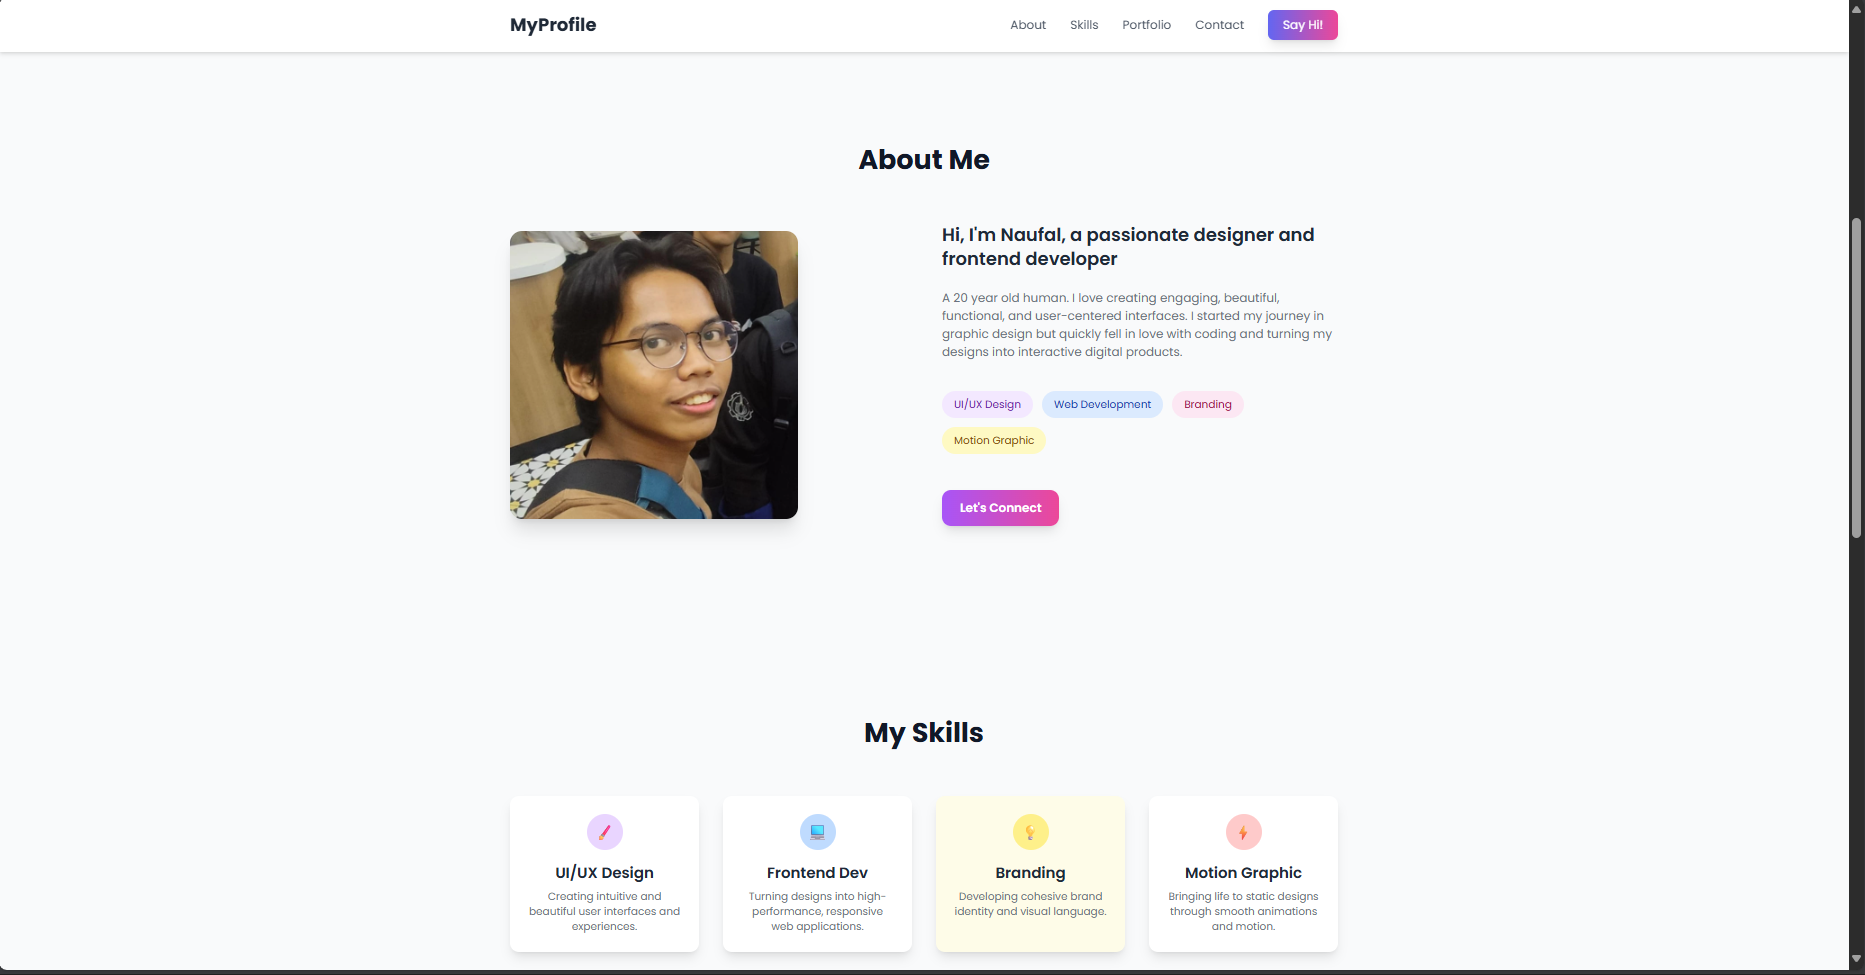 MyProfile
About
Skills
Portfolio
Contact
Say Hi!
About Me
Hi, I'm Naufal, a passionate designer and
frontend developer
A 20 year old human. I love creating engaging, beautiful,
functional, and user-centered interfaces. I started my journey in
graphic design but quickly fell in love with coding and turning my
designs into interactive digital products.
UI/UX Design
Web Development
Branding
Motion Graphic
Let's Connect
My Skills
UI/UX Design
Creating intuitive and
beautiful user interfaces and
experiences.
Frontend Dev
Turning designs into high-
performance, responsive
web applications.
Branding
Developing cohesive brand
identity and visual language.
Motion Graphic
Bringing life to static designs
through smooth animations
and motion.